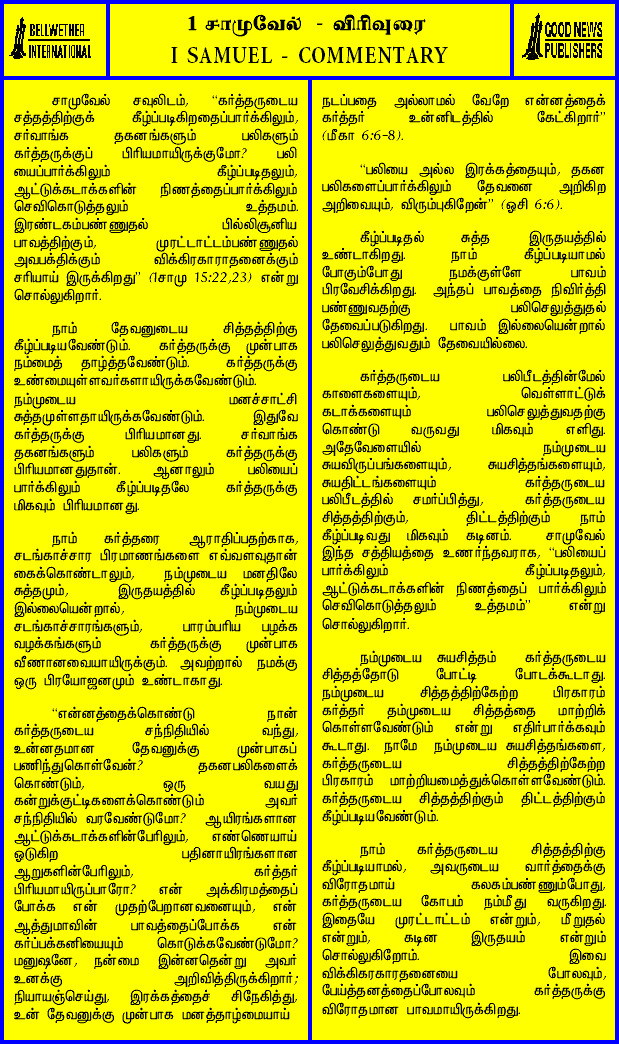 BELLWETHER
INTERNATIONAL
1 சாமுவேல் - விரிவுரை
I SAMUEL - COMMENTARY
GOOD NEWS
PUBLISHERS
சாமுவேல் சவுலிடம், “கர்த்தருடைய
சத்தத்திற்குக் கீழ்ப்படிகிறதைப்பார்க்கிலும்,
சர்வாங்க தகனங்களும் பலிகளும்
கர்த்தருக்குப் பிரியமாயிருக்குமோ? பலி
யைப்பார்க்கிலும் கீழ்ப்படிதலும்,
ஆட்டுக்கடாக்களின் நிணத்தைப்பார்க்கிலும்
செவிகொடுத்தலும் உத்தமம்.
இரண்டகம்பண்ணுதல் பில்லிசூனிய
பாவத்திற்கும், முரட்டாட்டம்பண்ணுதல்
அவபக்திக்கும் விக்கிரகாராதனைக்கும்
சரியாய் இருக்கிறது” (1சாமு 15:22,23) என்று
சொல்லுகிறார்.
நாம் தேவனுடைய சித்தத்திற்கு
கீழ்ப்படியவேண்டும். கர்த்தருக்கு முன்பாக
நம்மைத் தாழ்த்தவேண்டும். கர்த்தருக்கு
உண்மையுள்ளவர்களாயிருக்கவேண்டும்.
நம்முடைய மனச்சாட்சி
சுத்தமுள்ளதாயிருக்கவேண்டும். இதுவே
கர்த்தருக்கு பிரியமானது. சர்வாங்க
தகனங்களும் பலிகளும் கர்த்தருக்கு
பிரியமானதுதான். ஆனாலும் பலியைப்
பார்க்கிலும் கீழ்ப்படிதலே கர்த்தருக்கு
மிகவும் பிரியமானது.
நாம் கர்த்தரை ஆராதிப்பதற்காக,
சடங்காச்சார பிரமாணங்களை எவ்வளவுதான்
கைக்கொண்டாலும், நம்முடைய மனதிலே
சுத்தமும், இருதயத்தில் கீழ்ப்படிதலும்
இல்லையென்றால், நம்முடைய
சடங்காச்சாரங்களும், பாரம்பரிய பழக்க
வழக்கங்களும் கர்த்தருக்கு முன்பாக
வீணானவையாயிருக்கும். அவற்றால் நமக்கு
ஒரு பிரயோஜனமும் உண்டாகாது.
“என்னத்தைக்கொண்டு நான்
கர்த்தருடைய சந்நிதியில் வந்து,
உன்னதமான தேவனுக்கு முன்பாகப்
பணிந்துகொள்வேன்? தகனபலிகளைக்
கொண்டும், ஒரு வயது
கன்றுக்குட்டிகளைக்கொண்டும் அவர்
சந்நிதியில் வரவேண்டுமோ? ஆயிரங்களான
ஆட்டுக்கடாக்களின்பேரிலும், எண்ணெயாய்
ஓடுகிற பதினாயிரங்களான
ஆறுகளின்பேரிலும், கர்த்தர்
பிரியமாயிருப்பாரோ? என் அக்கிரமத்தைப்
போக்க என் முதற்பேறானவனையும், என்
ஆத்துமாவின் பாவத்தைப்போக்க என்
கர்ப்பக்கனியையும் கொடுக்கவேண்டுமோ?
மனுஷனே, நன்மை இன்னதென்று அவர்
உனக்கு அறிவித்திருக்கிறார்;
நியாயஞ்செய்து, இரக்கத்தைச் சிநேகித்து,
உன் தேவனுக்கு முன்பாக மனத்தாழ்மையாய்
நடப்பதை அல்லாமல் வேறே என்னத்தைக்
கர்த்தர் உன்னிடத்தில் கேட்கிறார்”
(மீகா 6:6-8).
“பலியை அல்ல இரக்கத்தையும், தகன
பலிகளைப்பார்க்கிலும் தேவனை அறிகிற
அறிவையும், விரும்புகிறேன்” (ஓசி 6:6).
கீழ்ப்படிதல் சுத்த இருதயத்தில்
உண்டாகிறது. நாம் கீழ்ப்படியாமல்
போகும்போது நமக்குள்ளே பாவம்
பிரவேசிக்கிறது. அந்தப் பாவத்தை நிவிர்த்தி
பண்ணுவதற்கு பலிசெலுத்துதல்
தேவைப்படுகிறது. பாவம் இல்லையென்றால்
பலிசெலுத்துவதும் தேவையில்லை.
கர்த்தருடைய பலிபீடத்தின்மேல்
காளைகளையும், வெள்ளாட்டுக்
கடாக்களையும் பலிசெலுத்துவதற்கு
கொண்டு வருவது மிகவும் எளிது.
அதேவேளையில் நம்முடைய
சுயவிருப்பங்களையும், சுயசித்தங்களையும்,
சுயதிட்டங்களையும் கர்த்தருடைய
பலிபீடத்தில் சமர்ப்பித்து, கர்த்தருடைய
சித்தத்திற்கும், திட்டத்திற்கும் நாம்
கீழ்ப்படிவது மிகவும் கடினம். சாமுவேல்
இந்த சத்தியத்தை உணர்ந்தவராக, “பலியைப்
பார்க்கிலும் கீழ்ப்படிதலும்,
ஆட்டுக்கடாக்களின் நிணத்தைப் பார்க்கிலும்
செவிகொடுத்தலும் உத்தமம்” என்று
சொல்லுகிறார்.
நம்முடைய சுயசித்தம் கர்த்தருடைய
சித்தத்தோடு போட்டி போடக்கூடாது.
நம்முடைய சித்தத்திற்கேற்ற பிரகாரம்
கர்த்தர் தம்முடைய சித்தத்தை மாற்றிக்
கொள்ளவேண்டும் என்று எதிர்பார்க்கவும்
கூடாது. நாமே நம்முடைய சுயசித்தங்களை,
கர்த்தருடைய சித்தத்திற்கேற்ற
பிரகாரம் மாற்றியமைத்துக்கொள்ளவேண்டும்.
கர்த்தருடைய சித்தத்திற்கும் திட்டத்திற்கும்
கீழ்ப்படியவேண்டும்.
நாம் கர்த்தருடைய சித்தத்திற்கு
கீழ்ப்படியாமல், அவருடைய வார்த்தைக்கு
விரோதமாய் கலகம்பண்ணும்போது,
கர்த்தருடைய கோபம் நம்மீது வருகிறது.
இதையே முரட்டாட்டம் என்றும், மீறுதல்
என்றும், கடின இருதயம் என்றும்
சொல்லுகிறோம். இவை
விக்கிரகாரதனையை போலவும்,
பேய்த்தனத்தைப்போலவும் கர்த்தருக்கு
விரோதமான பாவமாயிருக்கிறது.